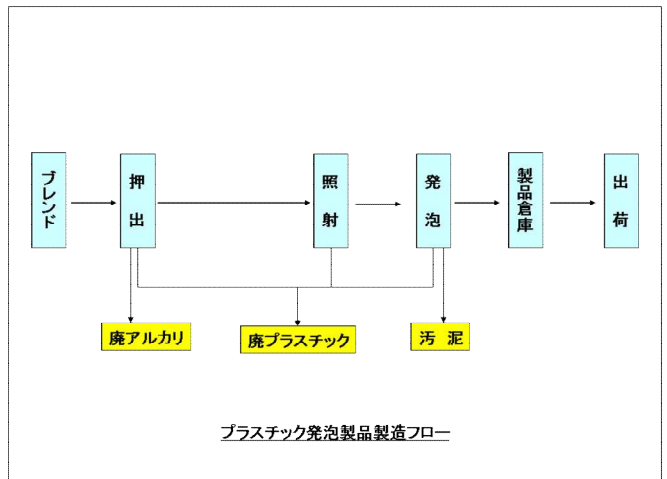 ブレンド
押出
照射
発泡
製品倉庫
出荷
廃アルカリ
廃プラスチック
汚泥
プラスチック発泡製品製造フロー